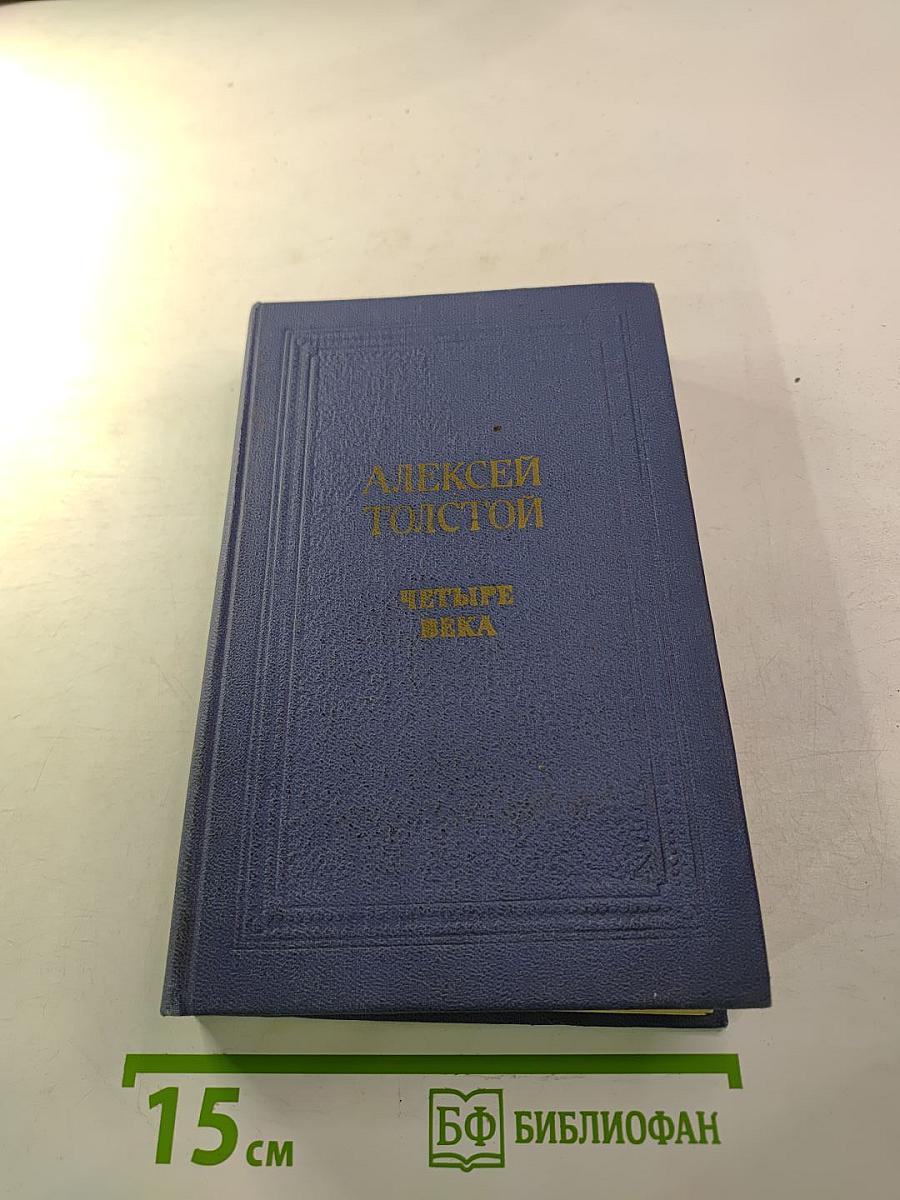 АЛЕКСЕЙ
ТОЛСТОЙ
ЧЕТЫРЕ
ВЕКА
15 см
БФ БИБЛИОФАН